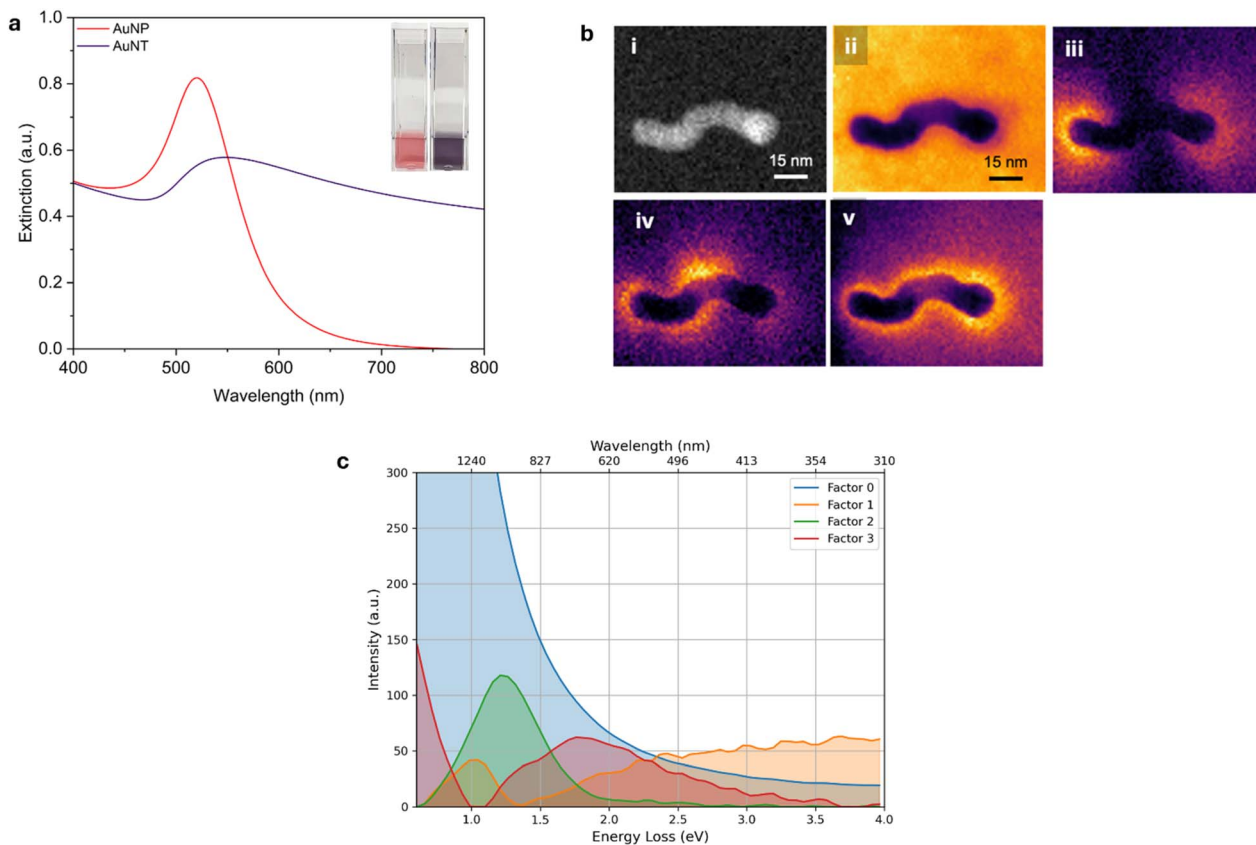 a
AuNP
AuNT
Extinction (a.u.)
1.0
0.8
0.6
0.4
0.2
0.0
400 500 600 700 800
Wavelength (nm)
b
i
15 nm
ii
15 nm
iii
iv
v
c
Wavelength (nm)
1240 827 620 496 413 354 310
Intensity (a.u.)
300
250
200
150
100
50
0
Factor 0
Factor 1
Factor 2
Factor 3
1.0 1.5 2.0 2.5 3.0 3.5 4.0
Energy Loss (eV)